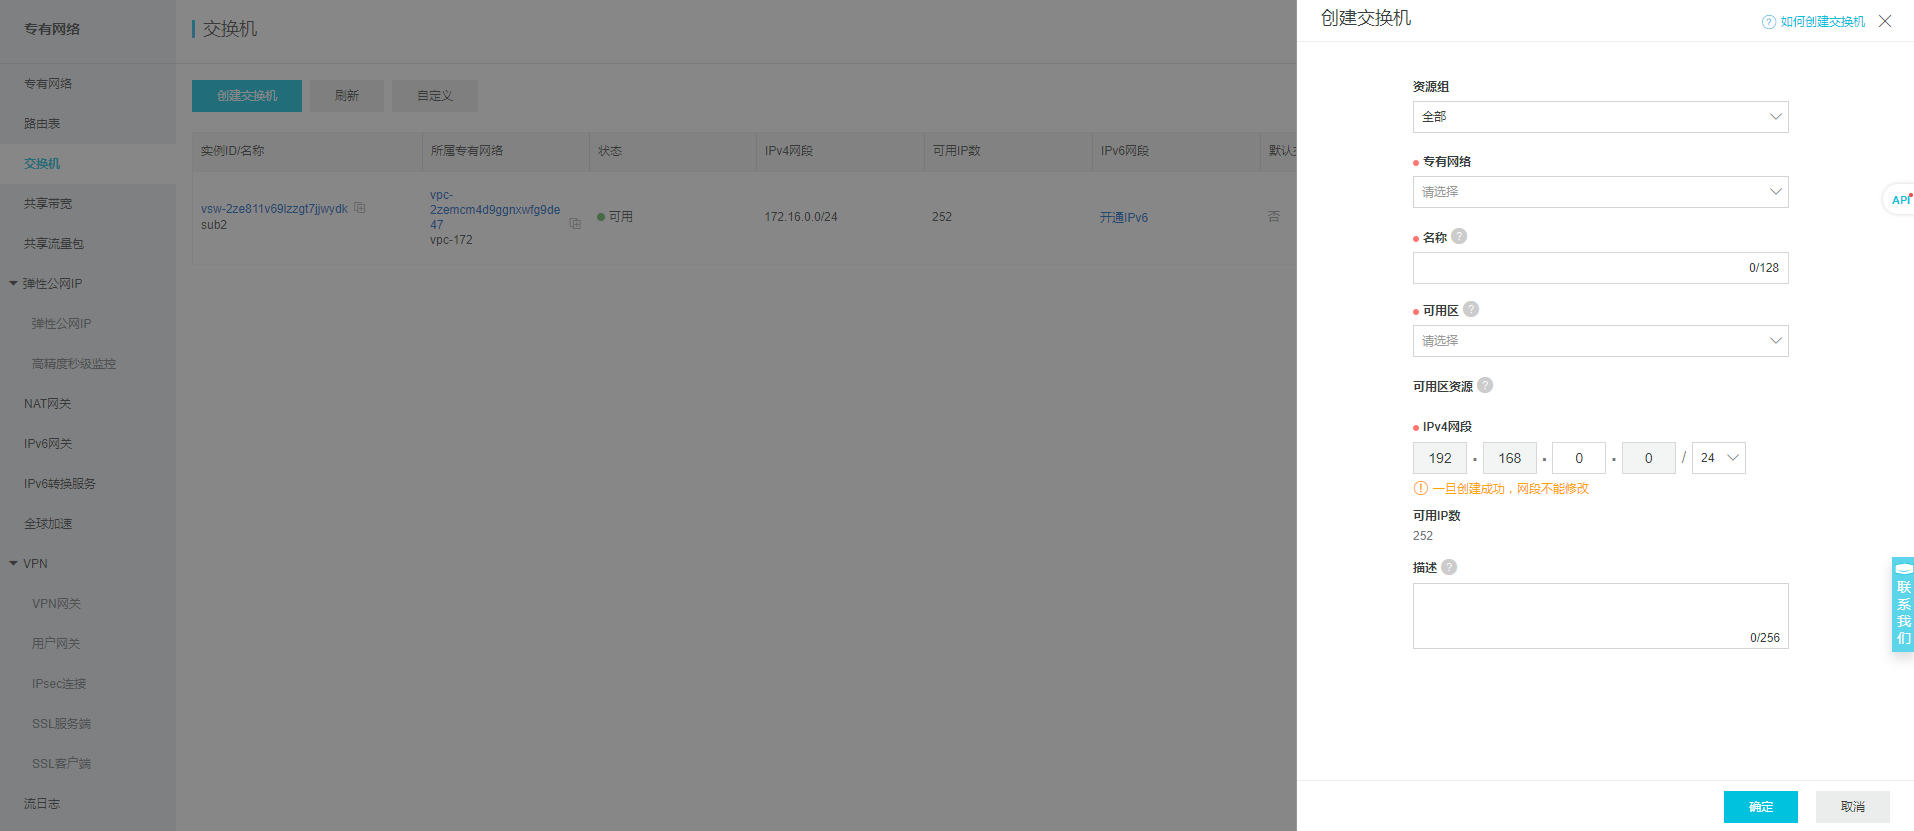 专有网络
专有网络
路由表
交换机
共享带宽
共享流量包
弹性公网IP
弹性公网IP
高精度秒级监控
NAT网关
IPv6网关
IPv6转换服务
全球加速
VPN
VPN网关
用户网关
IPsec连接
SSL服务端
SSL客户端
流日志
交换机
创建交换机 刷新 自定义
实例ID/名称 所属专有网络 状态 IPv4网段 可用IP数 IPv6网段 默认
vsw-2ze811v69lzzgt7jjwydk
sub2
vpc-
2zemcm4d9ggnxwfg9de
47
vpc-172
可用 172.16.0.0/24 252 开通IPv6 否
创建交换机 如何创建交换机
资源组
全部
专有网络
请选择
名称
0/128
可用区
请选择
可用区资源
IPv4网段
192 . 168 . 0 . 0 / 24
一旦创建成功，网段不能修改
可用IP数
252
描述
0/256
确定 取消
API
联系我们